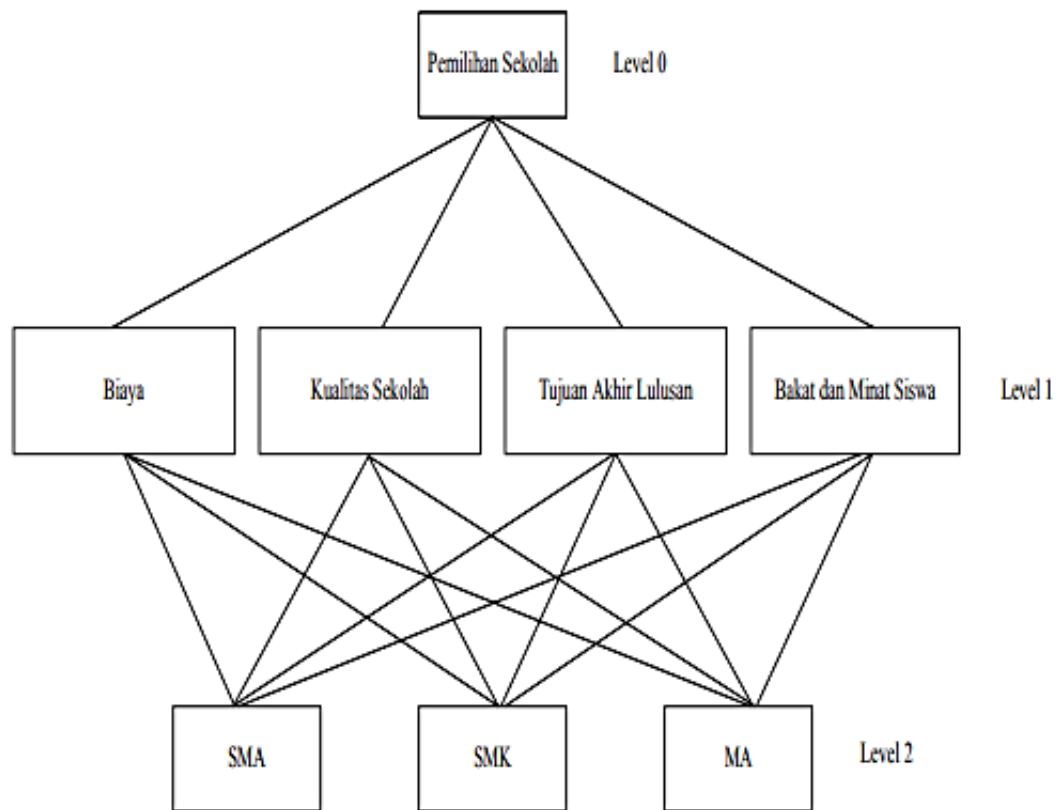 Pemilihan Sekolah
Level 0
Biaya
Kualitas Sekolah
Tujuan Akhir Lulusan
Bakat dan Minat Siswa
Level 1
SMA
SMK
MA
Level 2